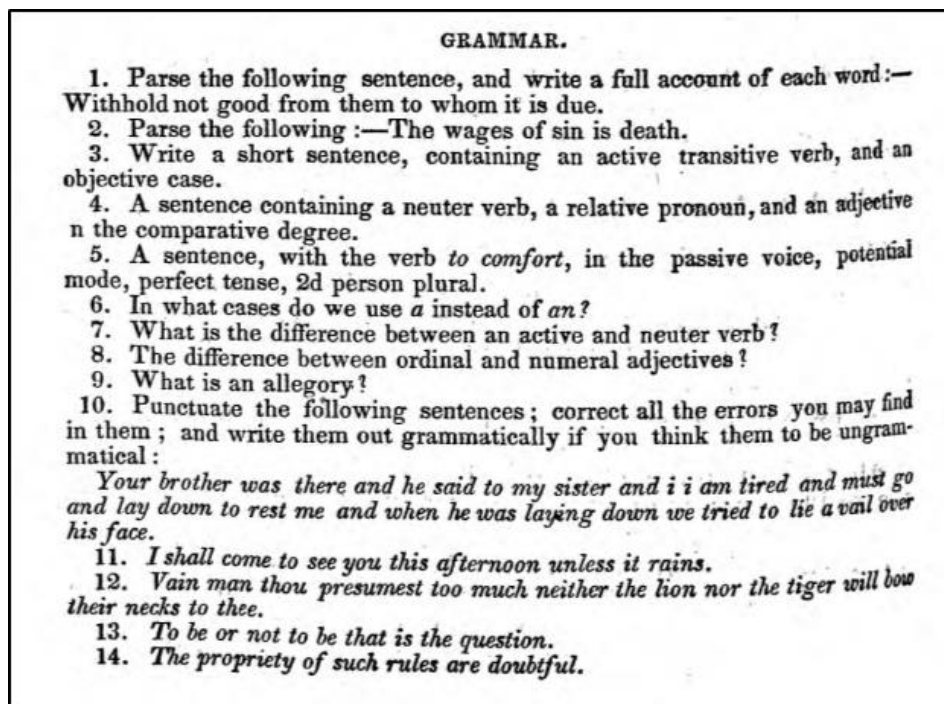 GRAMMAR.
1. Parse the following sentence, and write a full account of each word:—
Withhold not good from them to whom it is due.
2. Parse the following :—The wages of sin is death.
3. Write a short sentence, containing an active transitive verb, and an
objective case.
4. A sentence containing a neuter verb, a relative pronoun, and an adjective
n the comparative degree.
5. A sentence, with the verb to comfort, in the passive voice, potential
mode, perfect tense, 2d person plural.
6. In what cases do we use a instead of an?
7. What is the difference between an active and neuter verb?
8. The difference between ordinal and numeral adjectives?
9. What is an allegory?
10. Punctuate the following sentences; correct all the errors you may find
in them; and write them out grammatically if you think them to be ungram-
matical:
Your brother was there and he said to my sister and i i am tired and must go
and lay down to rest me and when he was laying down we tried to lie a vail over
his face.
11. I shall come to see you this afternoon unless it rains.
12. Vain man thou presumest too much neither the lion nor the tiger will bow
their necks to thee.
13. To be or not to be that is the question.
14. The propriety of such rules are doubtful.